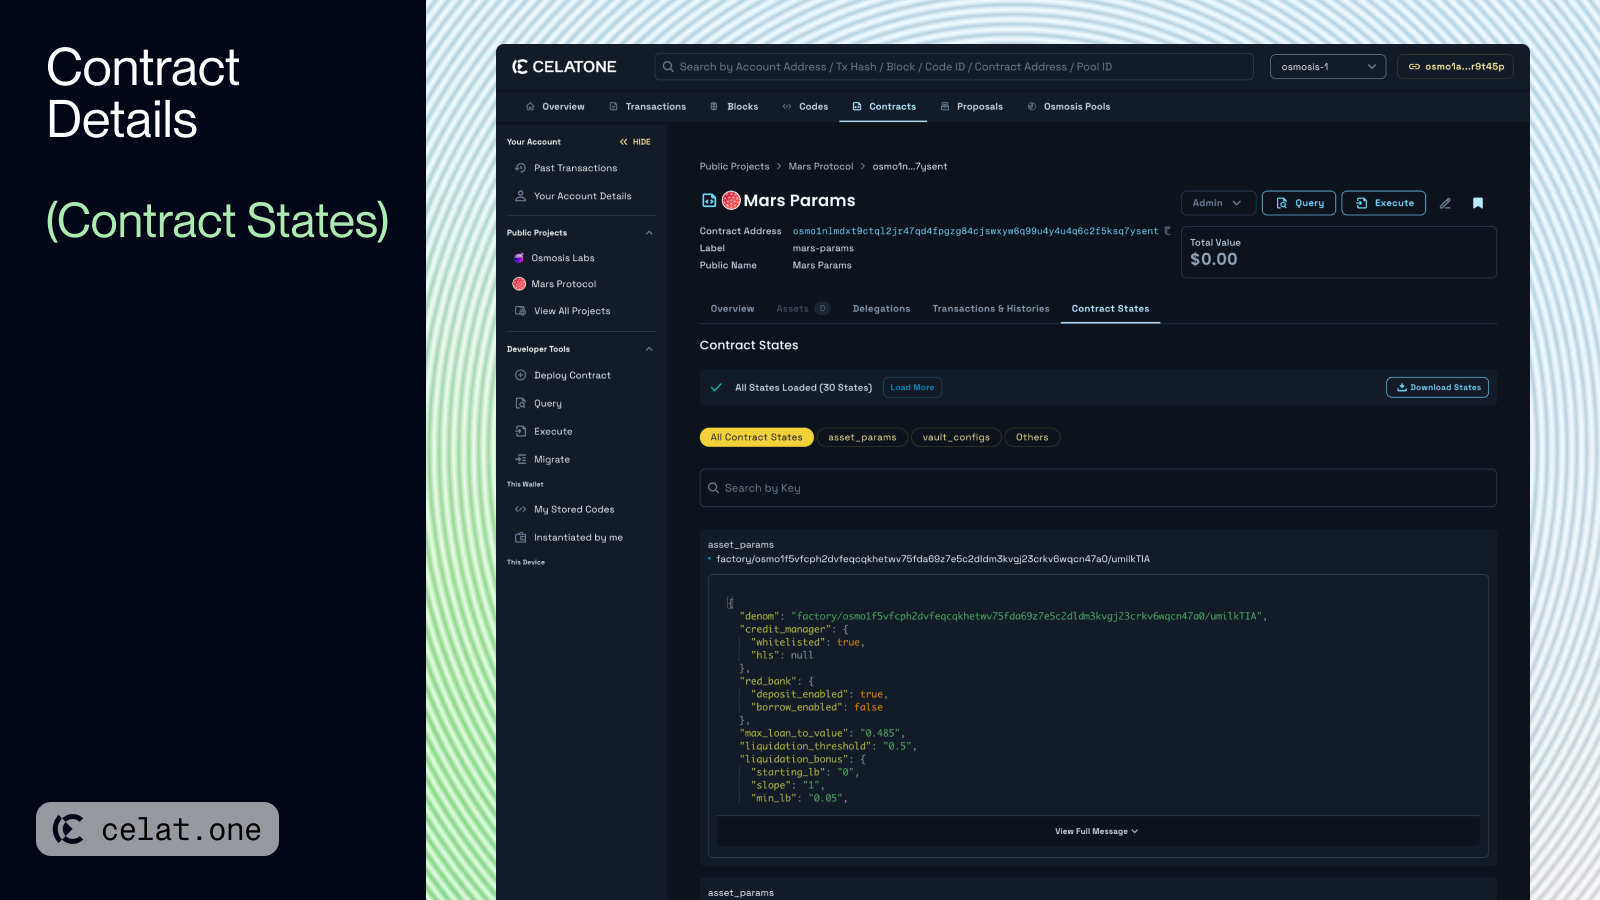 Contract
Details
(Contract States)
celat.one
CELATONE
Search by Account Address / Tx Hash / Block / Code ID / Contract Address / Pool ID
osmosis-1
osmo1a...r9t45p
Overview
Transactions
Blocks
Codes
Contracts
Proposals
Osmosis Pools
Your Account
HIDE
Past Transactions
Your Account Details
Public Projects
Osmosis Labs
Mars Protocol
View All Projects
Developer Tools
Deploy Contract
Query
Execute
Migrate
This Wallet
My Stored Codes
Instantiated by me
This Device
Public Projects > Mars Protocol > osmo1n...7ysent
Mars Params
Admin
Query
Execute
Contract Address osmo1nlmdxt9ctql2jr47qd4fpgzg84cjswxyw6q99u4y4u4q6c2f5ksq7ysent
Label mars-params
Public Name Mars Params
Total Value
$0.00
Overview
Assets 0
Delegations
Transactions & Histories
Contract States
Contract States
All States Loaded (30 States)
Load More
Download States
All Contract States
asset_params
vault_configs
Others
Search by Key
asset_params
factory/osmo1f5vfcph2dvfeqcqkhetwv75fda69z7e5c2dldm3kvgj23crkv6wqcn47a0/umilkTIA
{
"denom": "factory/osmo1f5vfcph2dvfeqcqkhetwv75fda69z7e5c2dldm3kvgj23crkv6wqcn47a0/umilkTIA",
"credit_manager": {
"whitelisted": true,
"hls": null
},
"red_bank": {
"deposit_enabled": true,
"borrow_enabled": false
},
"max_loan_to_value": "0.485",
"liquidation_threshold": "0.5",
"liquidation_bonus": {
"starting_lb": "0",
"slope": "1",
"min_lb": "0.05",
View Full Message
asset_params